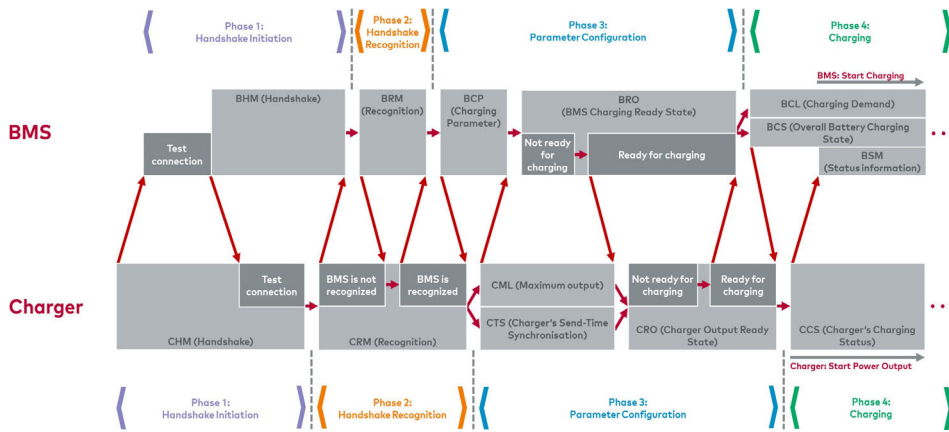 Phase 1:
Handshake Initiation
Phase 2:
Handshake
Recognition
Phase 3:
Parameter Configuration
Phase 4:
Charging
BMS: Start Charging
BMS
Test
connection
BHM (Handshake)
BRM
(Recognition)
BCP
(Charging
Parameter)
BRO
(BMS Charging Ready State)
Not ready
for
charging
Ready for charging
BCL (Charging Demand)
BCS (Overall Battery Charging
State)
BSM
(Status information)
Charger
Test
connection
CHM (Handshake)
BMS is not
recognized
BMS is
recognized
CRM (Recognition)
CML (Maximum output)
CTS (Charger's Send-Time
Synchronisation)
Not ready for
charging
Ready for
charging
CRO (Charger Output Ready
State)
CCS (Charger's Charging
Status)
Charger: Start Power Output
Phase 1:
Handshake Initiation
Phase 2:
Handshake Recognition
Phase 3:
Parameter Configuration
Phase 4:
Charging